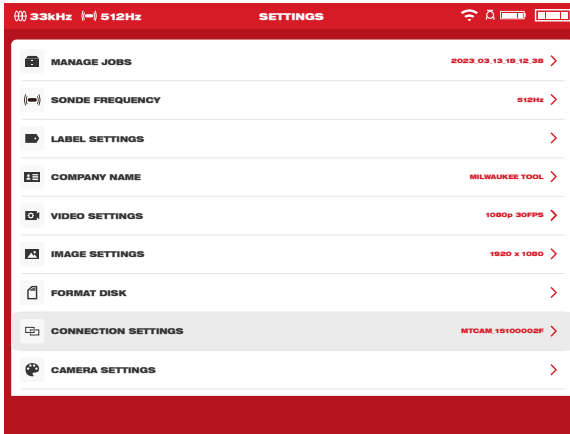 33kHz 512Hz SETTINGS
MANAGE JOBS 2023_03_13_18_12_38
SONDE FREQUENCY 512Hz
LABEL SETTINGS
COMPANY NAME MILWAUKEE TOOL
VIDEO SETTINGS 1080p 30FPS
IMAGE SETTINGS 1920 x 1080
FORMAT DISK
CONNECTION SETTINGS MTCAM_15100002F
CAMERA SETTINGS